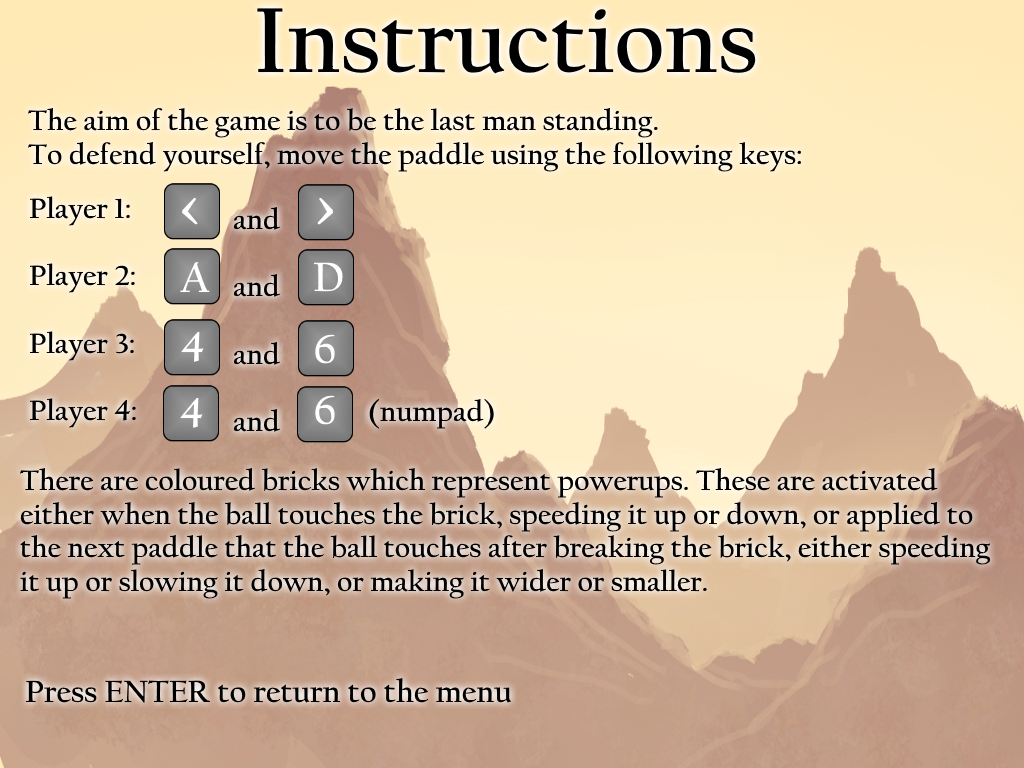 Instructions
The aim of the game is to be the last man standing.
To defend yourself, move the paddle using the following keys:
Player 1: < and >
Player 2: A and D
Player 3: 4 and 6
Player 4: 4 and 6 (numpad)
There are coloured bricks which represent powerups. These are activated
either when the ball touches the brick, speeding it up or down, or applied to
the next paddle that the ball touches after breaking the brick, either speeding
it up or slowing it down, or making it wider or smaller.
Press ENTER to return to the menu